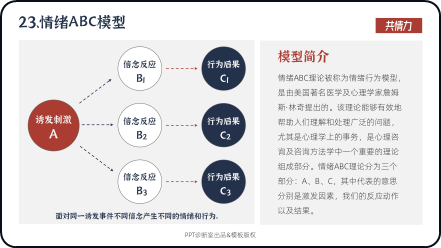 23.情绪ABC模型
共情力
诱发刺激
A
信念反应
B1
行为后果
C1
信念反应
B2
行为后果
C2
信念反应
B3
行为后果
C3
面对同一诱发事件不同信念产生不同的情绪和行为.
模型简介
情绪ABC理论被称为情绪行为模型,
是由美国著名医学及心理学家詹姆
斯·林奇提出的。该理论能够有效地
帮助人们理解和处理广泛的问题,
尤其是心理学上的事务，是心理咨
询及咨询方法学中一个重要的理论
组成部分。情绪ABC理论分为三个
部分：A、B、C，其中代表的意思
分别是激发因素，我们的反应动作
以及结果。
PPT诊断室出品&模板版权